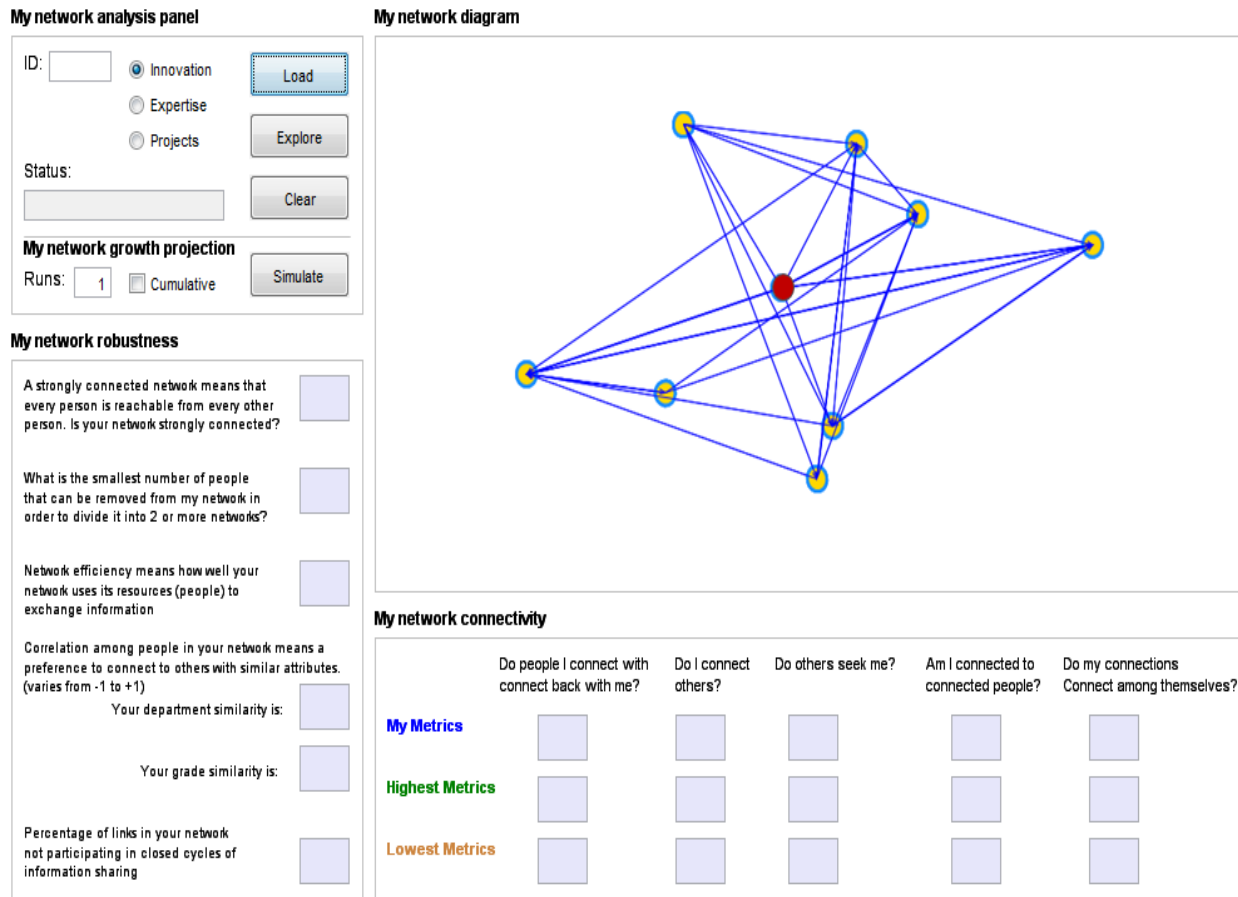 My network analysis panel
ID:
Innovation
Load
Expertise
Projects
Explore
Status:
Clear
My network growth projection
Runs: 1
Cumulative
Simulate
My network robustness
A strongly connected network means that
every person is reachable from every other
person. Is your network strongly connected?
What is the smallest number of people
that can be removed from my network in
order to divide it into 2 or more networks?
Network efficiency means how well your
network uses its resources (people) to
exchange information
Correlation among people in your network means a
preference to connect to others with similar attributes.
(varies from -1 to +1)
Your department similarity is:
Your grade similarity is:
Percentage of links in your network
not participating in closed cycles of
information sharing
My network diagram
My network connectivity
Do people I connect with
connect back with me?
Do I connect
others?
Do others seek me?
Am I connected to
connected people?
Do my connections
Connect among themselves?
My Metrics
Highest Metrics
Lowest Metrics